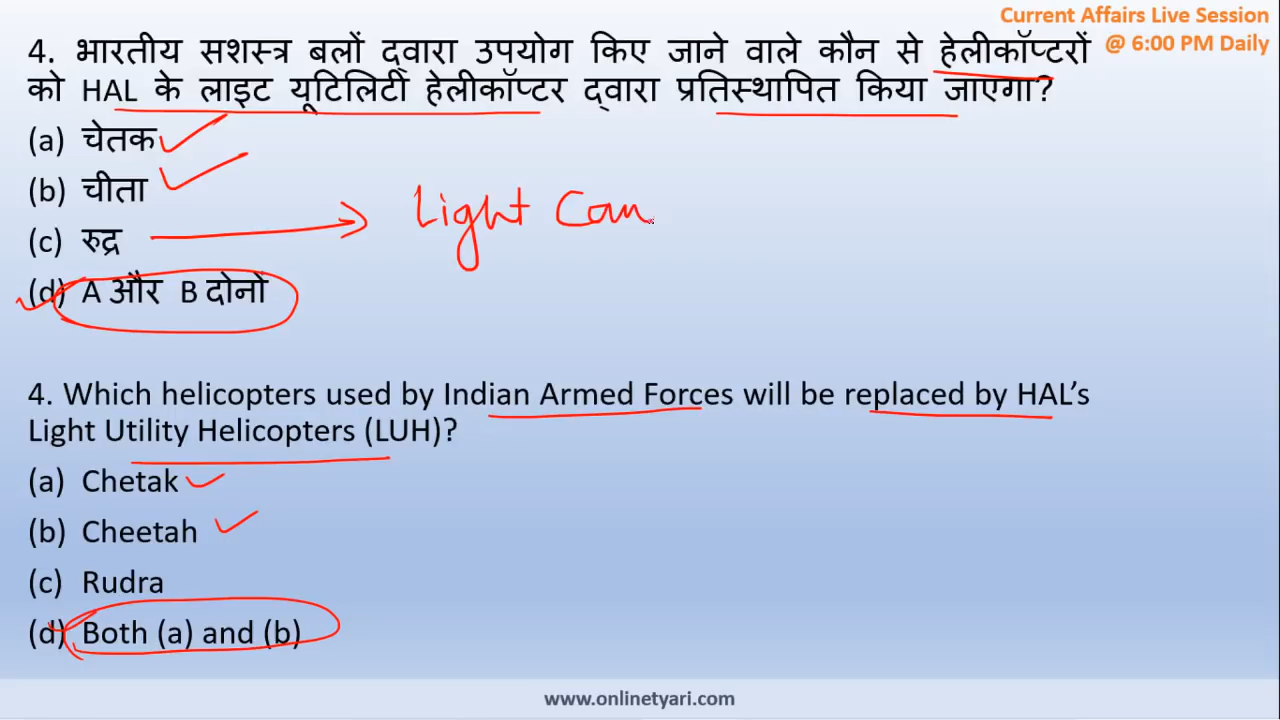 Current Affairs Live Session
@ 6:00 PM Daily
4. भारतीय सशस्त्र बलों द्वारा उपयोग किए जाने वाले कौन से हेलीकॉप्टरों
को HAL के लाइट यूटिलिटी हेलीकॉप्टर द्वारा प्रतिस्थापित किया जाएगा?
(a) चेतक
(b) चीता
Light Com
(c) रुद्र
(d) A और B दोनो
4. Which helicopters used by Indian Armed Forces will be replaced by HAL’s
Light Utility Helicopters (LUH)?
(a) Chetak
(b) Cheetah
(c) Rudra
(d) Both (a) and (b)
www.onlinetyari.com